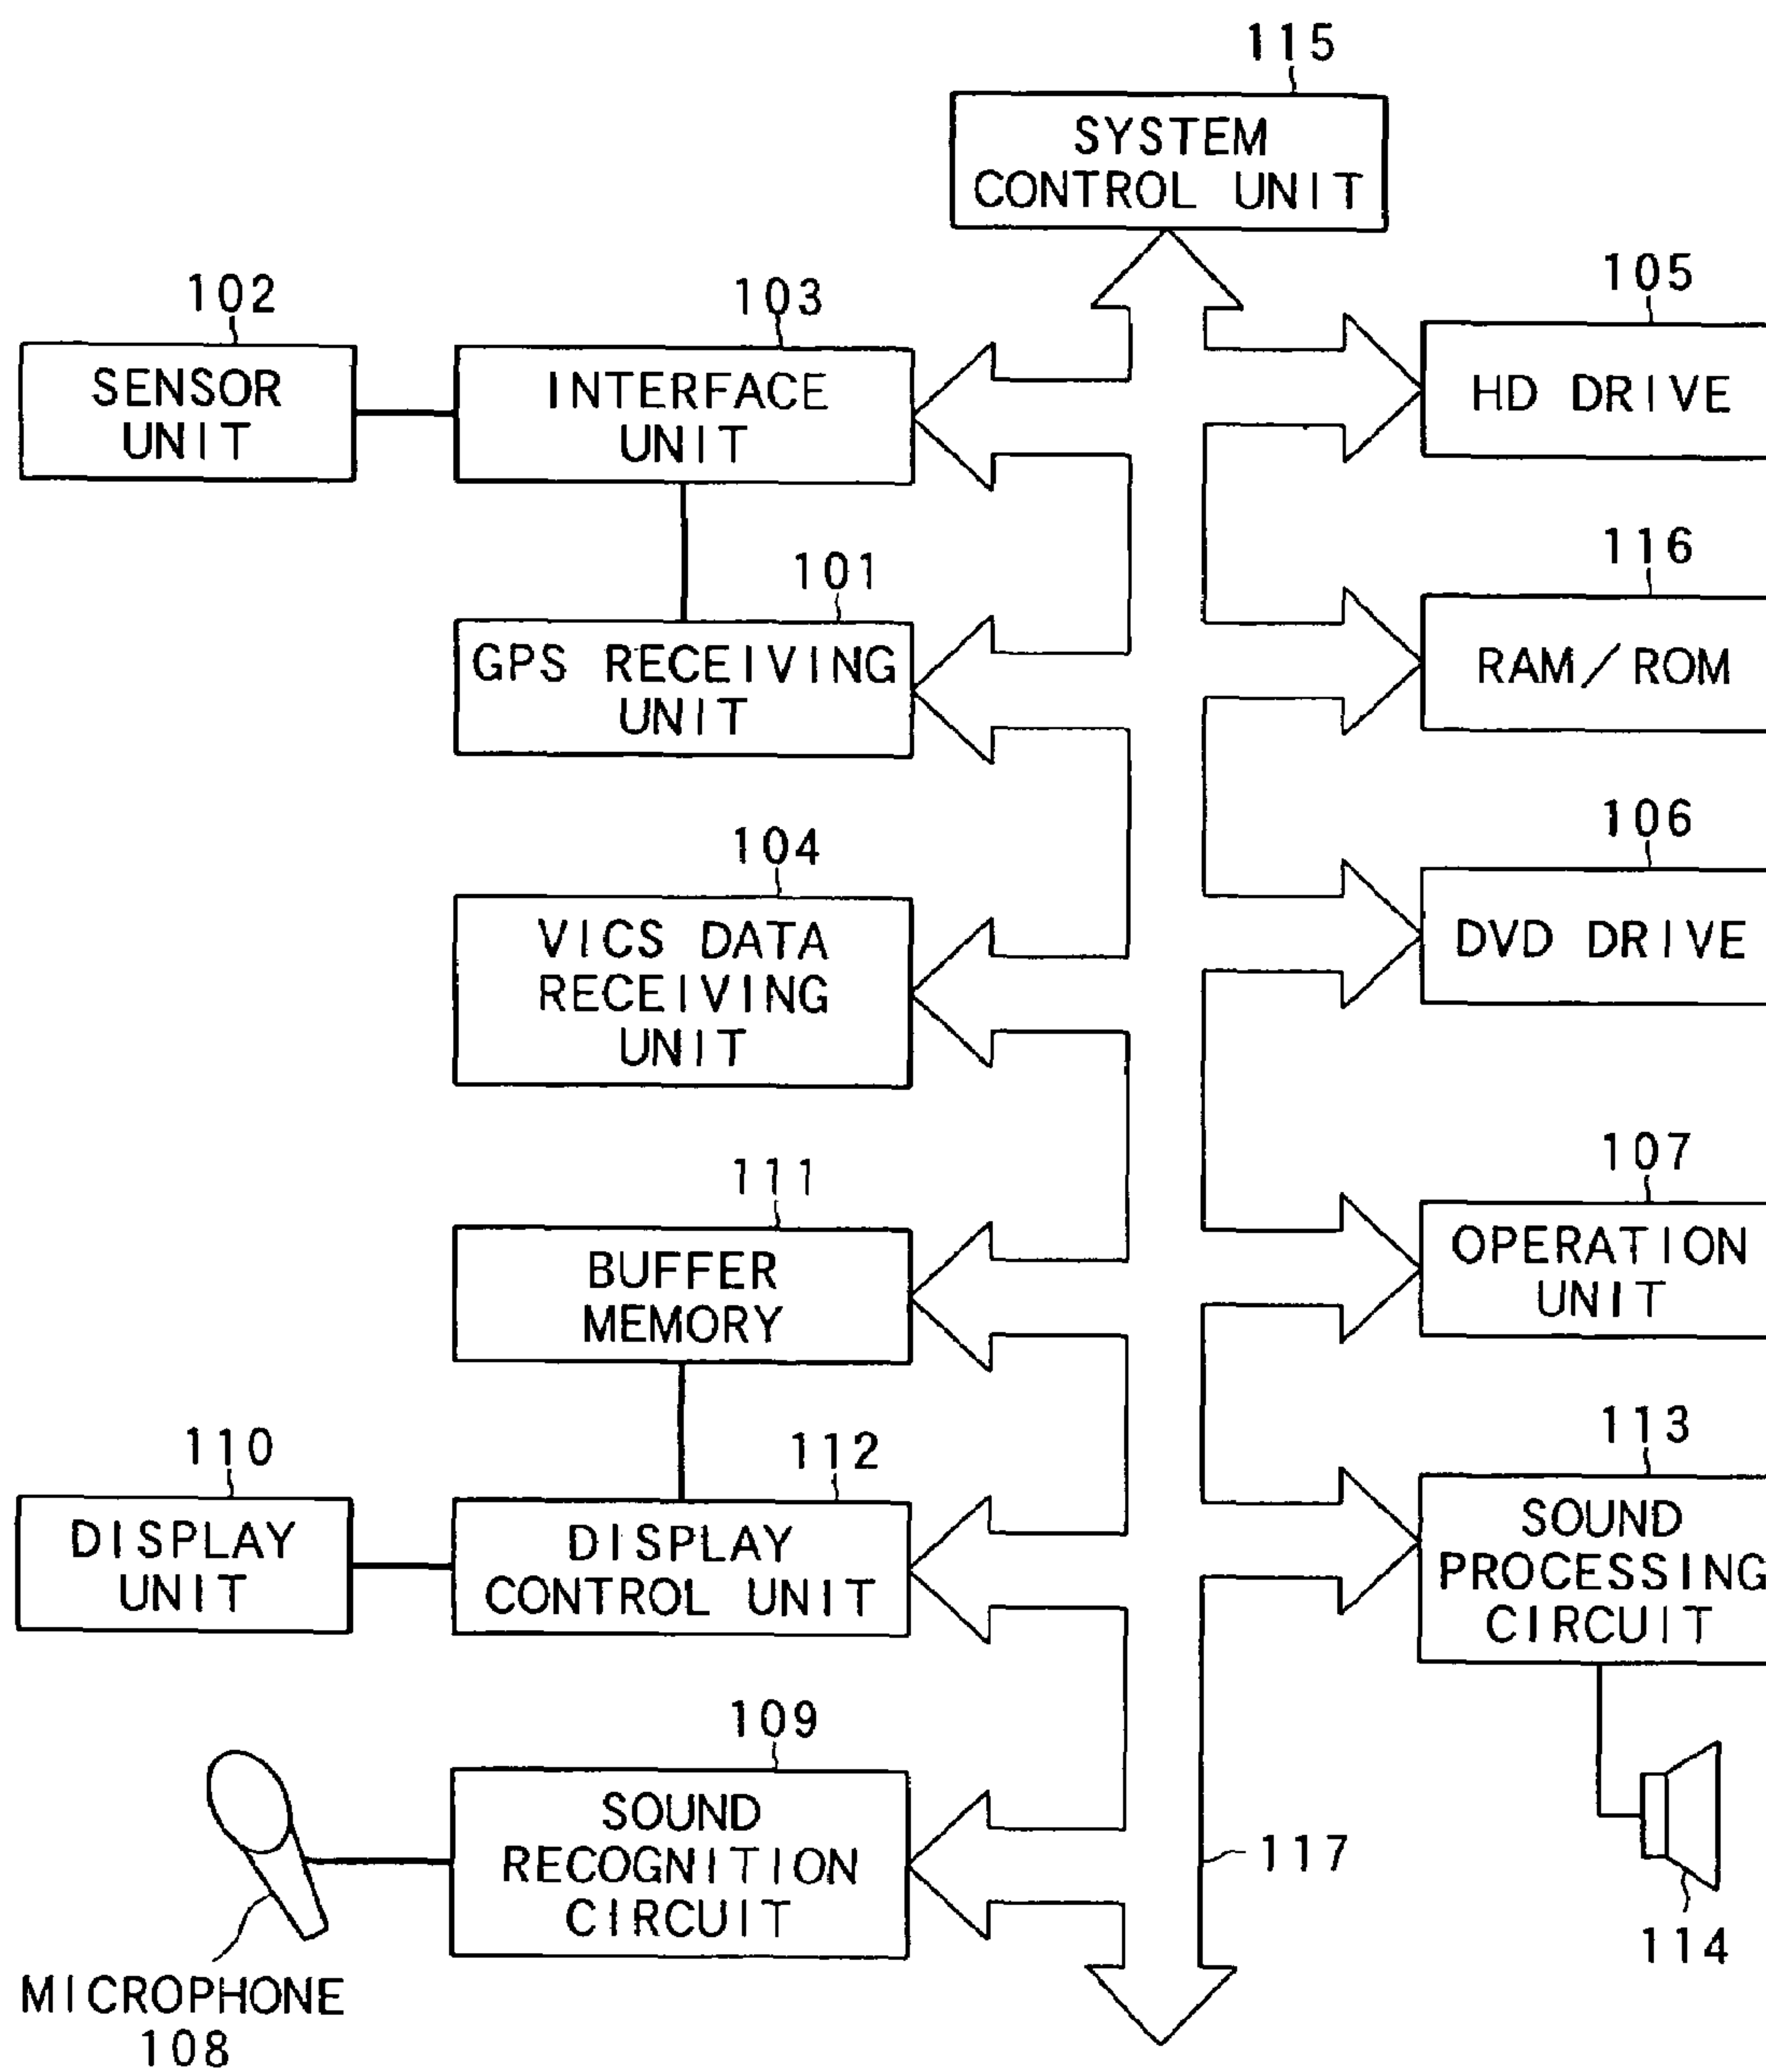 115
SYSTEM
CONTROL UNIT
102
SENSOR
UNIT
103
INTERFACE
UNIT
105
HD DRIVE
101
GPS RECEIVING
UNIT
116
RAM/ROM
104
VICS DATA
RECEIVING
UNIT
106
DVD DRIVE
111
BUFFER
MEMORY
107
OPERATION
UNIT
110
DISPLAY
UNIT
112
DISPLAY
CONTROL UNIT
113
SOUND
PROCESSING
CIRCUIT
109
SOUND
RECOGNITION
CIRCUIT
117
114
MICROPHONE
108